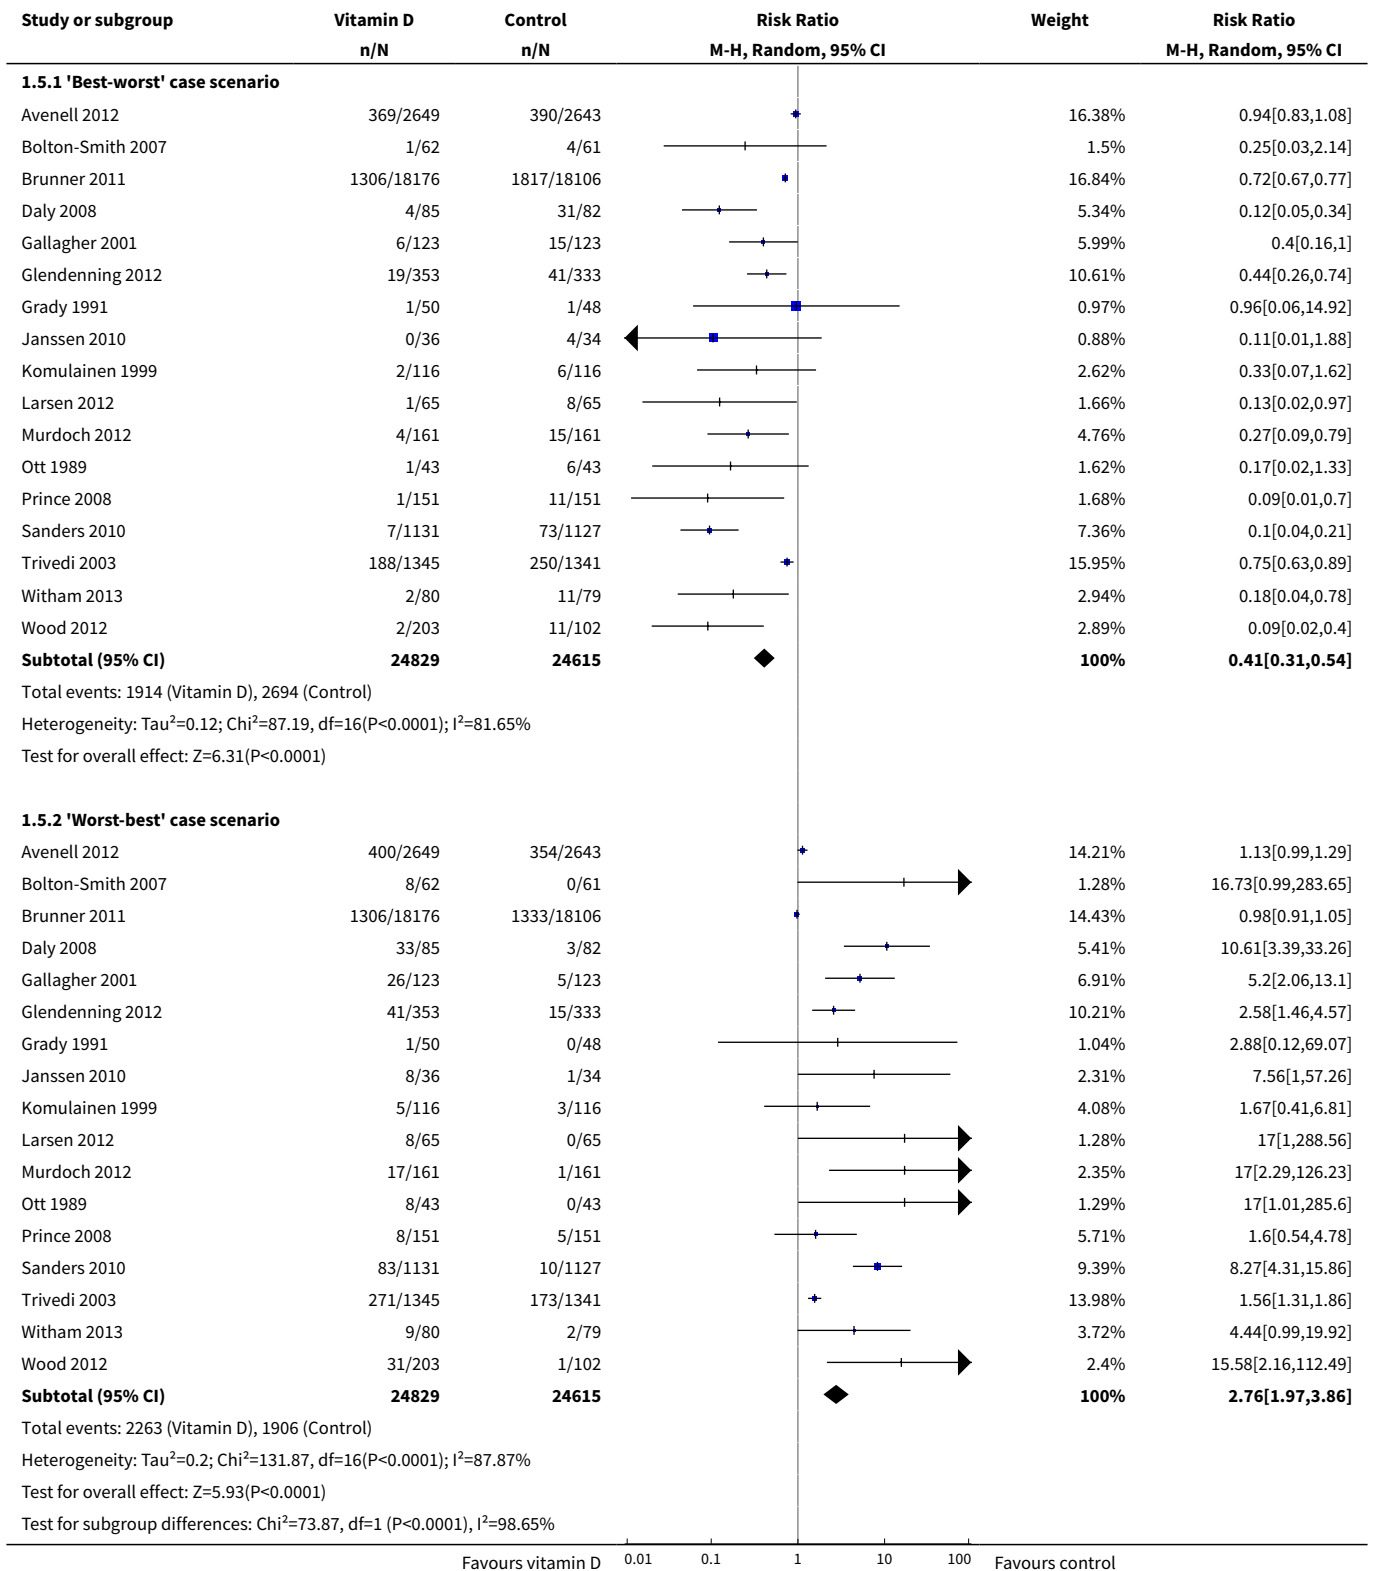 Study or subgroup Vitamin D Control Risk Ratio Weight Risk Ratio
n/N n/N M-H, Random, 95% CI M-H, Random, 95% CI
1.5.1 'Best-worst' case scenario
Avenell 2012 369/2649 390/2643 16.38% 0.94[0.83,1.08]
Bolton-Smith 2007 1/62 4/61 1.5% 0.25[0.03,2.14]
Brunner 2011 1306/18176 1817/18106 16.84% 0.72[0.67,0.77]
Daly 2008 4/85 31/82 5.34% 0.12[0.05,0.34]
Gallagher 2001 6/123 15/123 5.99% 0.4[0.16,1]
Glendenning 2012 19/353 41/333 10.61% 0.44[0.26,0.74]
Grady 1991 1/50 1/48 0.97% 0.96[0.06,14.92]
Janssen 2010 0/36 4/34 0.88% 0.11[0.01,1.88]
Komulainen 1999 2/116 6/116 2.62% 0.33[0.07,1.62]
Larsen 2012 1/65 8/65 1.66% 0.13[0.02,0.97]
Murdoch 2012 4/161 15/161 4.76% 0.27[0.09,0.79]
Ott 1989 1/43 6/43 1.62% 0.17[0.02,1.33]
Prince 2008 1/151 11/151 1.68% 0.09[0.01,0.7]
Sanders 2010 7/1131 73/1127 7.36% 0.1[0.04,0.21]
Trivedi 2003 188/1345 250/1341 15.95% 0.75[0.63,0.89]
Witham 2013 2/80 11/79 2.94% 0.18[0.04,0.78]
Wood 2012 2/203 11/102 2.89% 0.09[0.02,0.4]
Subtotal (95% CI) 24829 24615 100% 0.41[0.31,0.54]
Total events: 1914 (Vitamin D), 2694 (Control)
Heterogeneity: Tau²=0.12; Chi²=87.19, df=16(P<0.0001); I²=81.65%
Test for overall effect: Z=6.31(P<0.0001)
1.5.2 'Worst-best' case scenario
Avenell 2012 400/2649 354/2643 14.21% 1.13[0.99,1.29]
Bolton-Smith 2007 8/62 0/61 1.28% 16.73[0.99,283.65]
Brunner 2011 1306/18176 1333/18106 14.43% 0.98[0.91,1.05]
Daly 2008 33/85 3/82 5.41% 10.61[3.39,33.26]
Gallagher 2001 26/123 5/123 6.91% 5.2[2.06,13.1]
Glendenning 2012 41/353 15/333 10.21% 2.58[1.46,4.57]
Grady 1991 1/50 0/48 1.04% 2.88[0.12,69.07]
Janssen 2010 8/36 1/34 2.31% 7.56[1,57.26]
Komulainen 1999 5/116 3/116 4.08% 1.67[0.41,6.81]
Larsen 2012 8/65 0/65 1.28% 17[1,288.56]
Murdoch 2012 17/161 1/161 2.35% 17[2.29,126.23]
Ott 1989 8/43 0/43 1.29% 17[1.01,285.6]
Prince 2008 8/151 5/151 5.71% 1.6[0.54,4.78]
Sanders 2010 83/1131 10/1127 9.39% 8.27[4.31,15.86]
Trivedi 2003 271/1345 173/1341 13.98% 1.56[1.31,1.86]
Witham 2013 9/80 2/79 3.72% 4.44[0.99,19.92]
Wood 2012 31/203 1/102 2.4% 15.58[2.16,112.49]
Subtotal (95% CI) 24829 24615 100% 2.76[1.97,3.86]
Total events: 2263 (Vitamin D), 1906 (Control)
Heterogeneity: Tau²=0.2; Chi²=131.87, df=16(P<0.0001); I²=87.87%
Test for overall effect: Z=5.93(P<0.0001)
Test for subgroup differences: Chi²=73.87, df=1 (P<0.0001), I²=98.65%
Favours vitamin D 0.01 0.1 1 10 100 Favours control